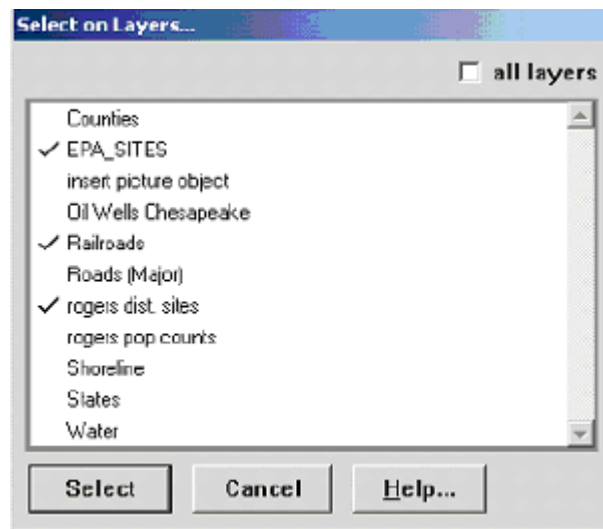 Select on Layers...
all layers
Counties
EPA_SITES
insert picture object
Oil Wells Chesapeake
Railroads
Roads (Major)
rogers dist. sites
rogers pop counts
Shoreline
States
Water
Select Cancel Help...